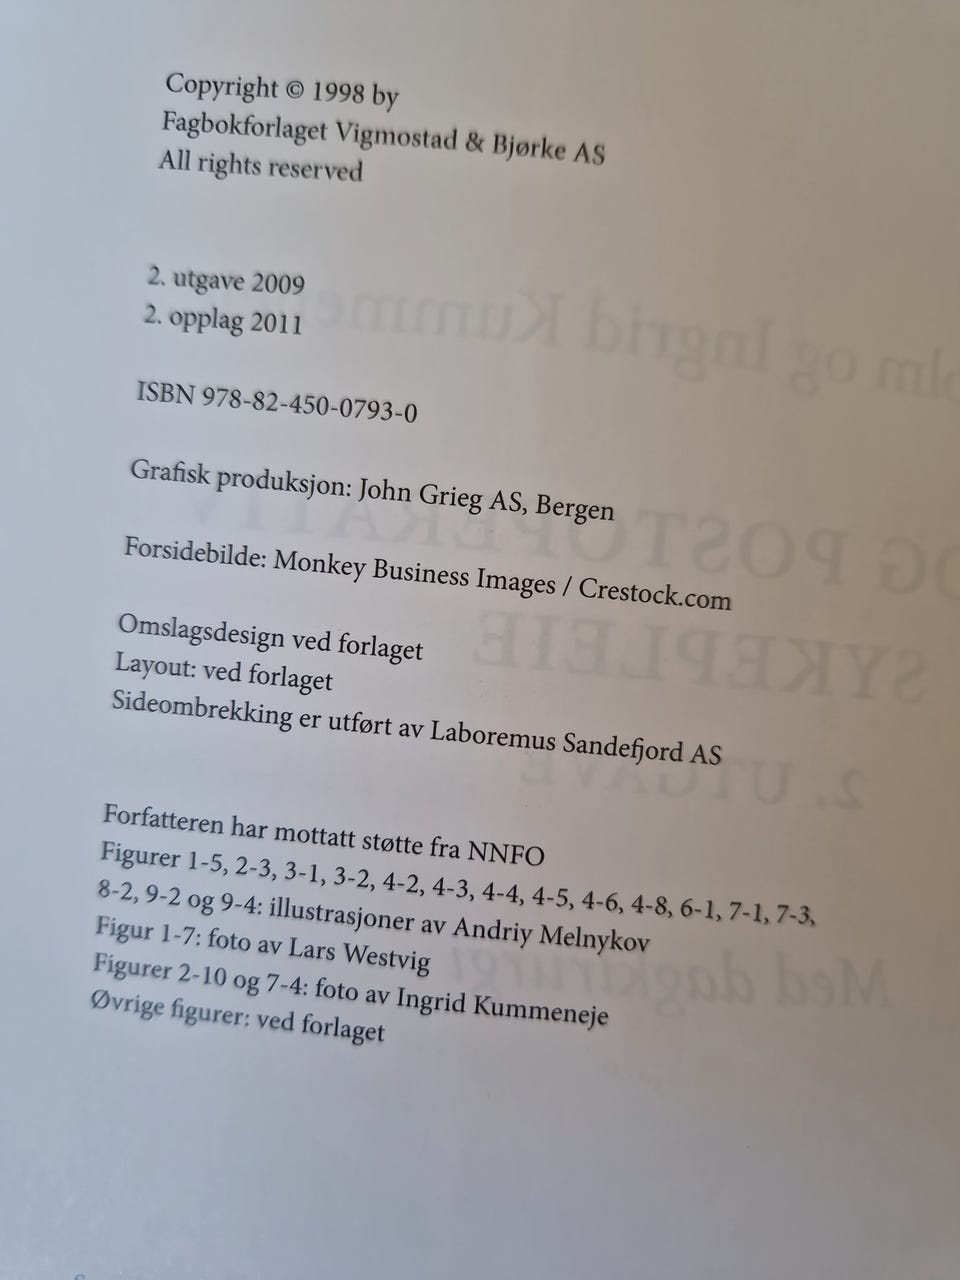 Copyright © 1998 by
Fagbokforlaget Vigmostad & Bjørke AS
All rights reserved
2. utgave 2009
2. opplag 2011
ISBN 978-82-450-0793-0
Grafisk produksjon: John Grieg AS, Bergen
Forsidebilde: Monkey Business Images / Crestock.com
Omslagsdesign ved forlaget
Layout: ved forlaget
Sideombrekking er utført av Laboremus Sandefjord AS
Forfatteren har mottatt støtte fra NNFO
Figurer 1-5, 2-3, 3-1, 3-2, 4-2, 4-3, 4-4, 4-5, 4-6, 4-8, 6-1, 7-1, 7-3,
8-2, 9-2 og 9-4: illustrasjoner av Andriy Melnykov
Figur 1-7: foto av Lars Westvig
Figurer 2-10 og 7-4: foto av Ingrid Kummeneje
Øvrige figurer: ved forlaget